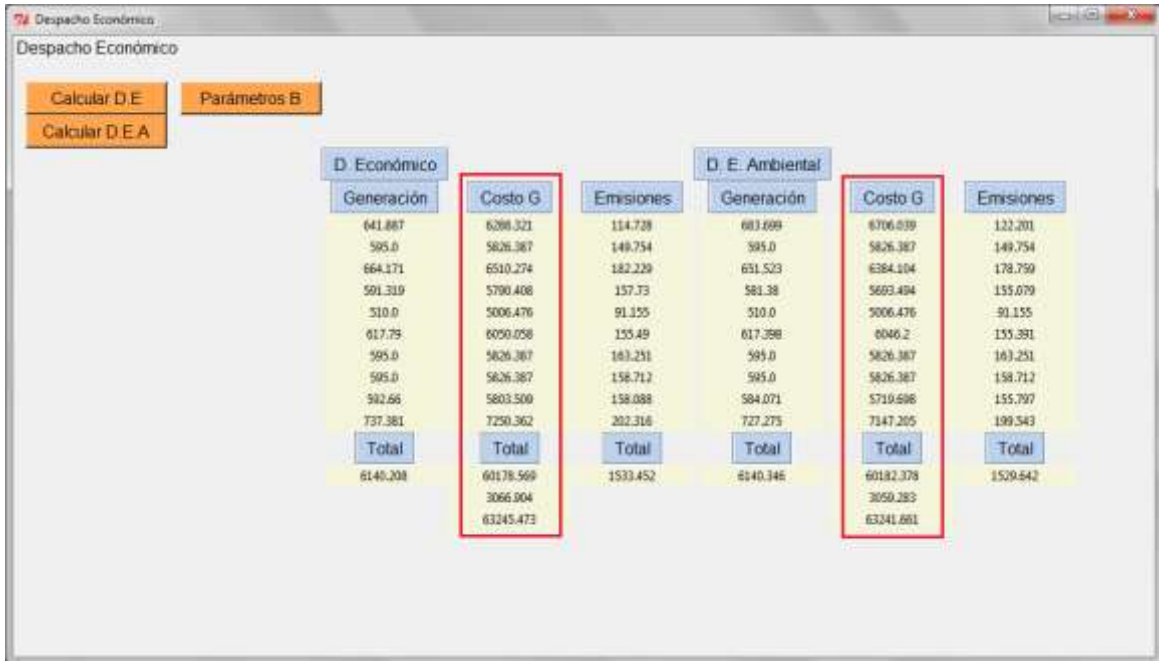 Despacho Económico
Despacho Económico
Calcular D.E Parámetros B
Calcular D.E.A
D. Económico D. E. Ambiental
Generación Costo G Emisiones Generación Costo G Emisiones
641.887 6288.321 114.728 683.699 6706.039 122.201
595.0 5826.387 149.754 595.0 5826.387 149.754
664.171 6510.274 182.229 651.523 6384.104 178.759
591.319 5790.408 157.73 581.38 5693.494 155.079
510.0 5006.476 91.155 510.0 5006.476 91.155
617.79 6050.058 155.49 617.398 6046.2 155.391
595.0 5826.387 163.251 595.0 5826.387 163.251
595.0 5826.387 158.712 595.0 5826.387 158.712
592.66 5803.509 158.088 584.071 5719.698 155.797
737.381 7250.362 202.316 727.275 7147.205 199.543
Total Total Total Total Total Total
6140.208 60178.569 1533.452 6140.346 60182.378 1529.642
3066.904 3059.283
63245.473 63241.661